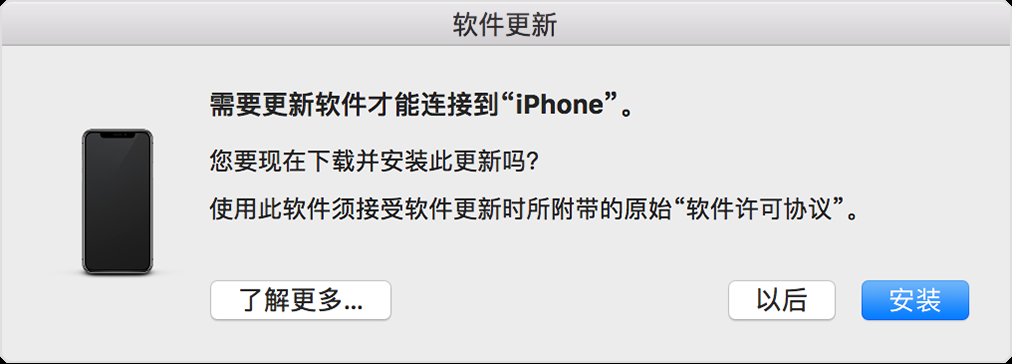 软件更新
需要更新软件才能连接到“iPhone”。
您要现在下载并安装此更新吗？
使用此软件须接受软件更新时所附带的原始“软件许可协议”。
了解更多...
以后
安装